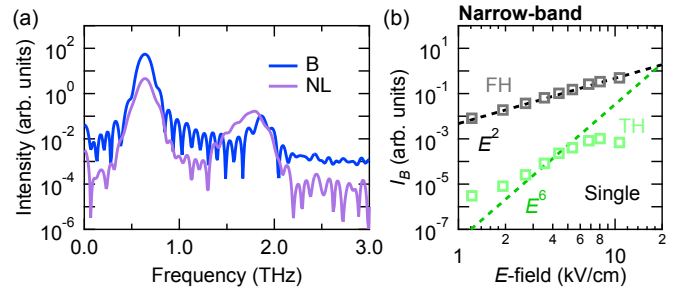 (a)
Intensity (arb. units)
10^2
10^0
10^-2
10^-4
10^-6
B
NL
0.0
1.0
2.0
3.0
Frequency (THz)
(b)
Narrow-band
I_B (arb. units)
10^1
10^-1
10^-3
10^-5
10^-7
FH
E^2
TH
E^6
Single
1
2
4
6
8
10
2
E-field (kV/cm)